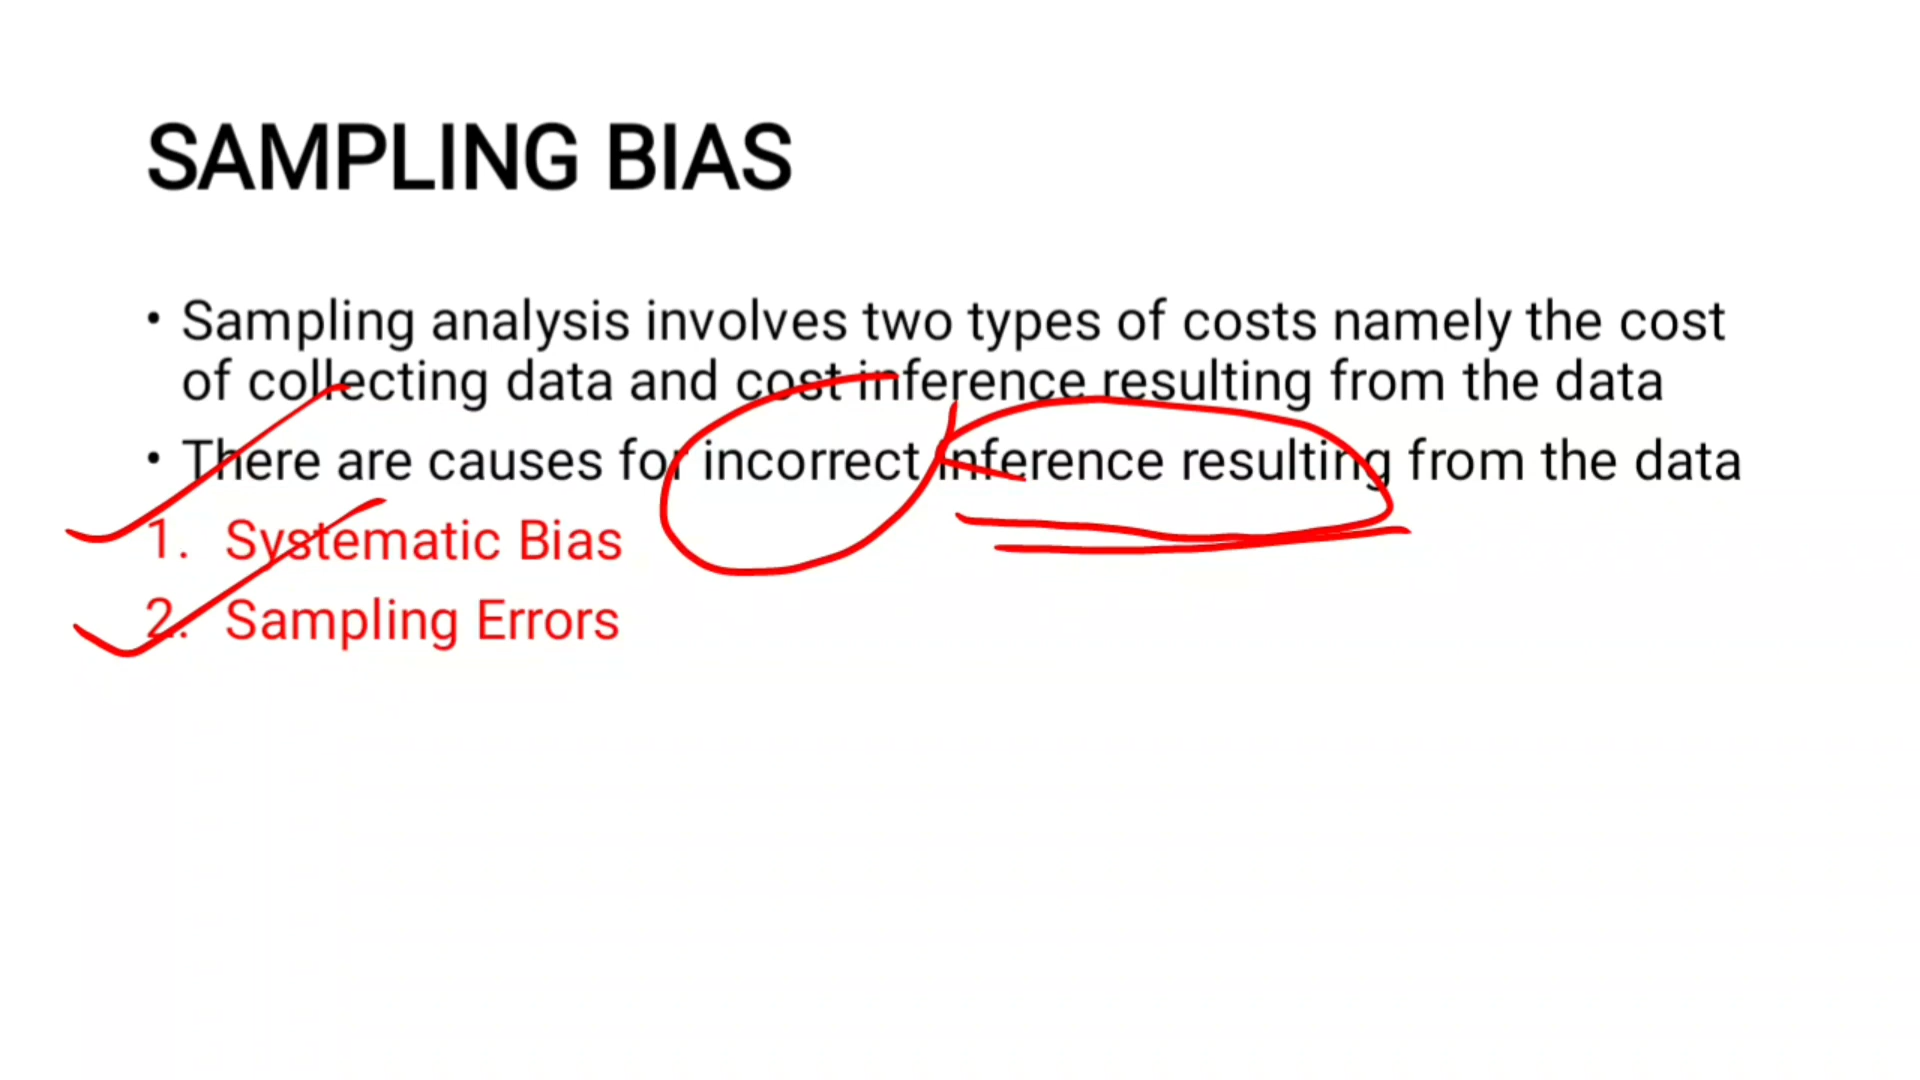 SAMPLING BIAS
• Sampling analysis involves two types of costs namely the cost
of collecting data and cost inference resulting from the data
• There are causes for incorrect inference resulting from the data
1. Systematic Bias
2. Sampling Errors